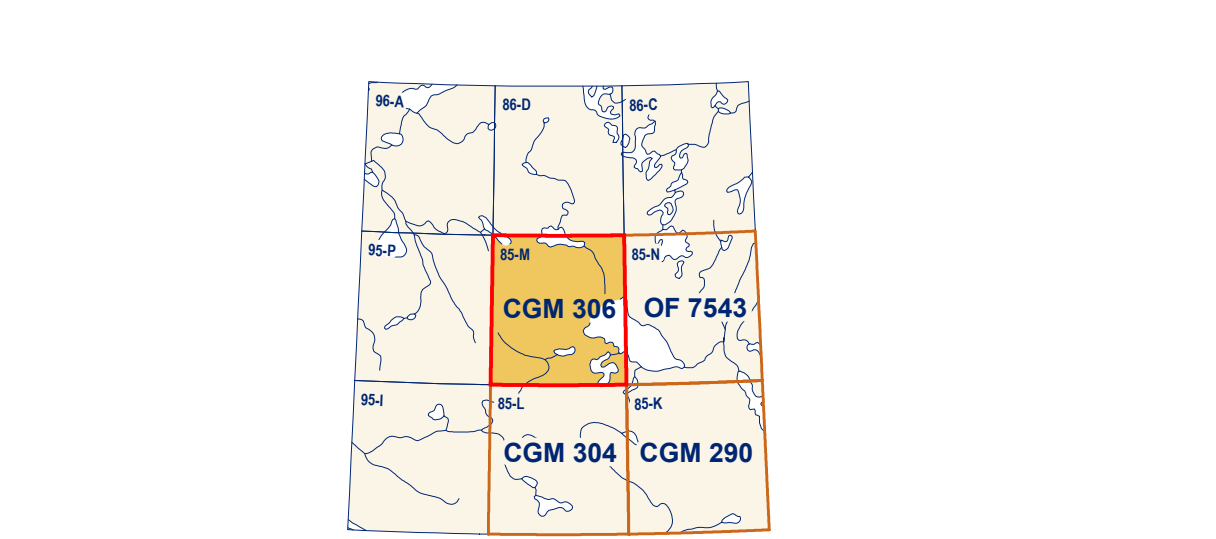 96-A
86-D
86-C
95-P
85-M
85-N
CGM 306
OF 7543
95-I
85-L
85-K
CGM 304
CGM 290